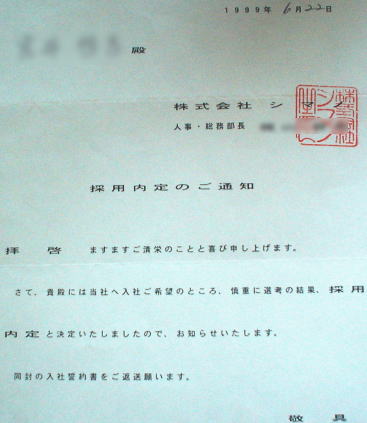 1999年 6月22日
殿
株式会社 シマノ
人事・総務部長
採用内定のご通知
拝 啓 ますますご清栄のことと喜び申し上げます。
さて、貴殿には当社へ入社ご希望のところ、慎重に選考の結果、採用
内定と決定いたしましたので、お知らせいたします。
同封の入社誓約書をご返送願います。
敬 具